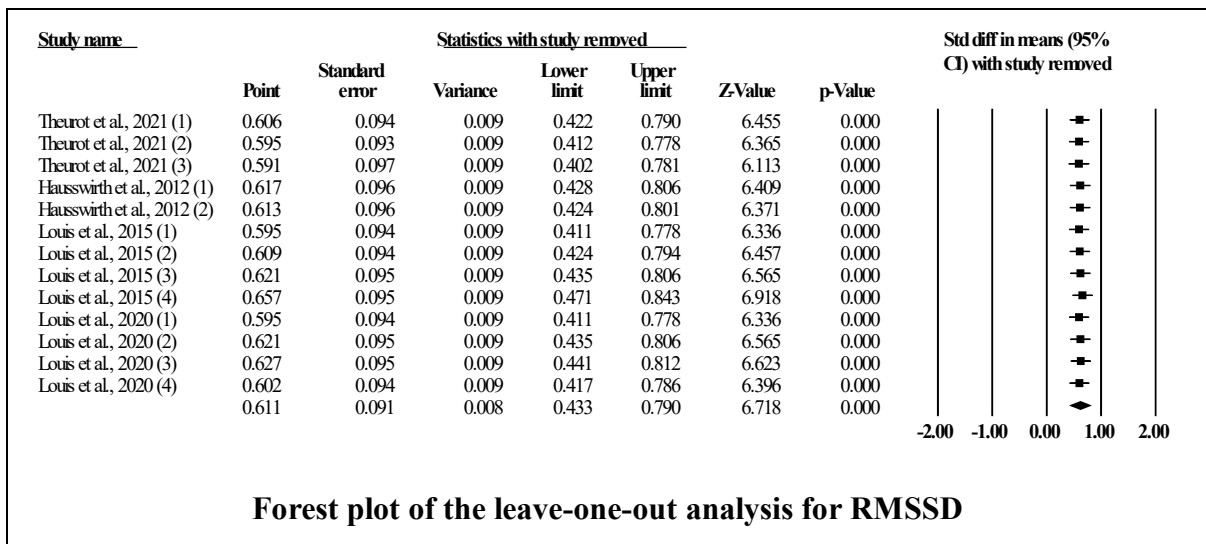 Study name Statistics with study removed Std diff in means (95% CI) with study removed
Point Standard error Variance Lower limit Upper limit Z-Value p-Value
Theurot et al., 2021 (1) 0.606 0.094 0.009 0.422 0.790 6.455 0.000
Theurot et al., 2021 (2) 0.595 0.093 0.009 0.412 0.778 6.365 0.000
Theurot et al., 2021 (3) 0.591 0.097 0.009 0.402 0.781 6.113 0.000
Hausswirth et al., 2012 (1) 0.617 0.096 0.009 0.428 0.806 6.409 0.000
Hausswirth et al., 2012 (2) 0.613 0.096 0.009 0.424 0.801 6.371 0.000
Louis et al., 2015 (1) 0.595 0.094 0.009 0.411 0.778 6.336 0.000
Louis et al., 2015 (2) 0.609 0.094 0.009 0.424 0.794 6.457 0.000
Louis et al., 2015 (3) 0.621 0.095 0.009 0.435 0.806 6.565 0.000
Louis et al., 2015 (4) 0.657 0.095 0.009 0.471 0.843 6.918 0.000
Louis et al., 2020 (1) 0.595 0.094 0.009 0.411 0.778 6.336 0.000
Louis et al., 2020 (2) 0.621 0.095 0.009 0.435 0.806 6.565 0.000
Louis et al., 2020 (3) 0.627 0.095 0.009 0.441 0.812 6.623 0.000
Louis et al., 2020 (4) 0.602 0.094 0.009 0.417 0.786 6.396 0.000
0.611 0.091 0.008 0.433 0.790 6.718 0.000
-2.00 -1.00 0.00 1.00 2.00
Forest plot of the leave-one-out analysis for RMSSD